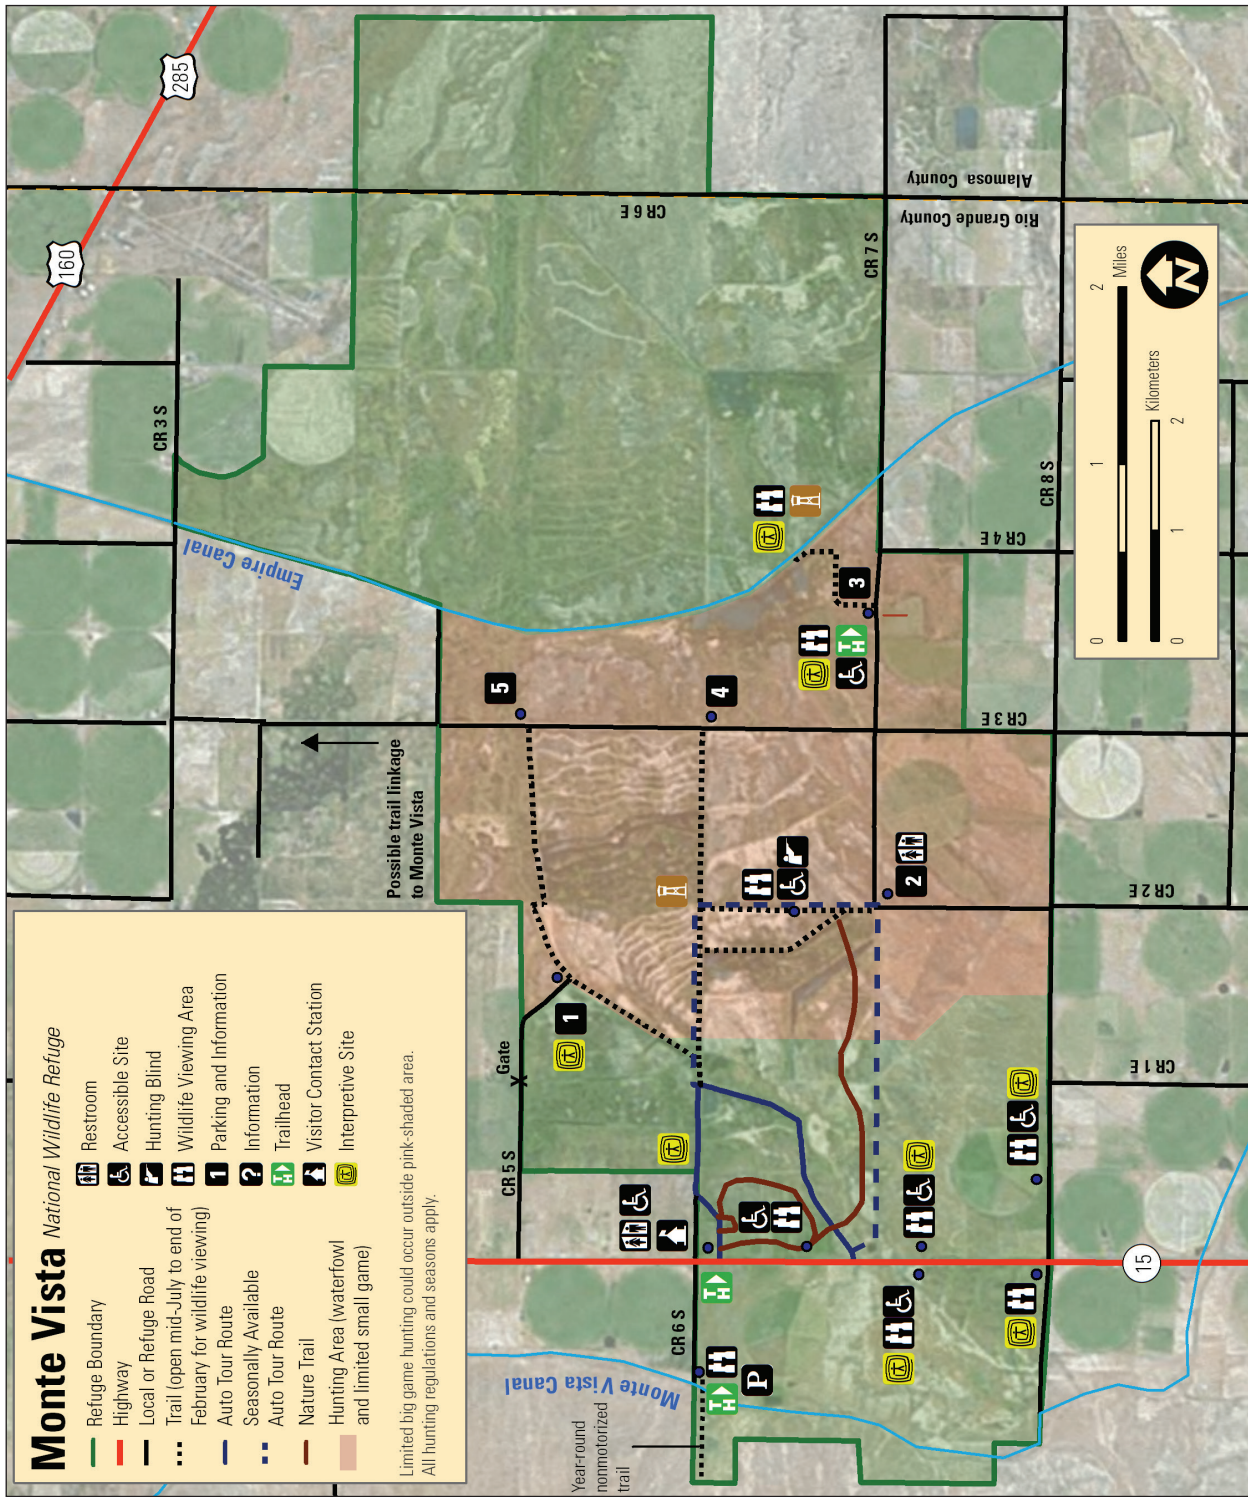 Monte Vista National Wildlife Refuge
Refuge Boundary
Highway
Local or Refuge Road
Trail (open mid-July to end of
February for wildlife viewing)
Auto Tour Route
Seasonally Available
Auto Tour Route
Nature Trail
Hunting Area (waterfowl
and limited small game)
Restroom
Accessible Site
Hunting Blind
Wildlife Viewing Area
1 Parking and Information
? Information
TH Trailhead
Visitor Contact Station
Interpretive Site
Limited big game hunting could occur outside pink-shaded area.
All hunting regulations and seasons apply.
Possible trail linkage
to Monte Vista
Empire Canal
CR 3 S
160
285
CR 5 S
Gate
X
1
5
CR 6 E
Year-round
nonmotorized
trail
CR 6 S
Monte Vista Canal
TH
P
TH
4
TH
3
2
CR 7 S
Rio Grande County
Alamosa County
CR 1 E
CR 2 E
CR 3 E
CR 4 E
CR 8 S
15
0
1
2
Miles
Kilometers
0
1
2
N